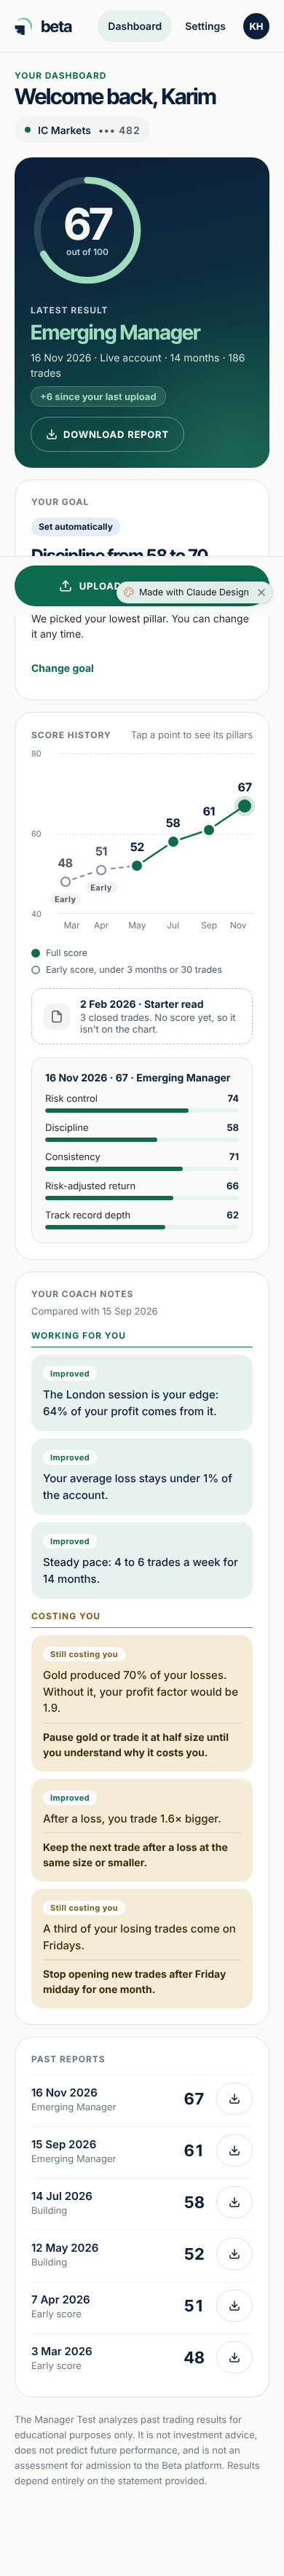 beta
Dashboard
Settings
KH
YOUR DASHBOARD
Welcome back, Karim
IC Markets ••• 482
67
out of 100
LATEST RESULT
Emerging Manager
16 Nov 2026 · Live account · 14 months · 186
trades
+6 since your last upload
DOWNLOAD REPORT
YOUR GOAL
Set automatically
Discipline from 58 to 70
UPLOAD
Made with Claude Design
We picked your lowest pillar. You can change
it any time.
Change goal
SCORE HISTORY
Tap a point to see its pillars
80
67
61
60
58
52
51
48
Early
Early
40
Mar
Apr
May
Jul
Sep
Nov
Full score
Early score, under 3 months or 30 trades
2 Feb 2026 · Starter read
3 closed trades. No score yet, so it
isn't on the chart.
16 Nov 2026 · 67 · Emerging Manager
Risk control 74
Discipline 58
Consistency 71
Risk-adjusted return 66
Track record depth 62
YOUR COACH NOTES
Compared with 15 Sep 2026
WORKING FOR YOU
Improved
The London session is your edge:
64% of your profit comes from it.
Improved
Your average loss stays under 1% of
the account.
Improved
Steady pace: 4 to 6 trades a week for
14 months.
COSTING YOU
Still costing you
Gold produced 70% of your losses.
Without it, your profit factor would be
1.9.
Pause gold or trade it at half size until
you understand why it costs you.
Improved
After a loss, you trade 1.6× bigger.
Keep the next trade after a loss at the
same size or smaller.
Still costing you
A third of your losing trades come on
Fridays.
Stop opening new trades after Friday
midday for one month.
PAST REPORTS
16 Nov 2026
Emerging Manager
67
15 Sep 2026
Emerging Manager
61
14 Jul 2026
Building
58
12 May 2026
Building
52
7 Apr 2026
Early score
51
3 Mar 2026
Early score
48
The Manager Test analyzes past trading results for
educational purposes only. It is not investment advice,
does not predict future performance, and is not an
assessment for admission to the Beta platform. Results
depend entirely on the statement provided.